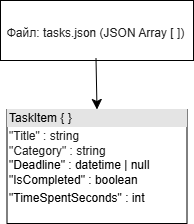 Файл: tasks.json (JSON Array [ ])
TaskItem { }
"Title" : string
"Category" : string
"Deadline" : datetime | null
"IsCompleted" : boolean
"TimeSpentSeconds" : int